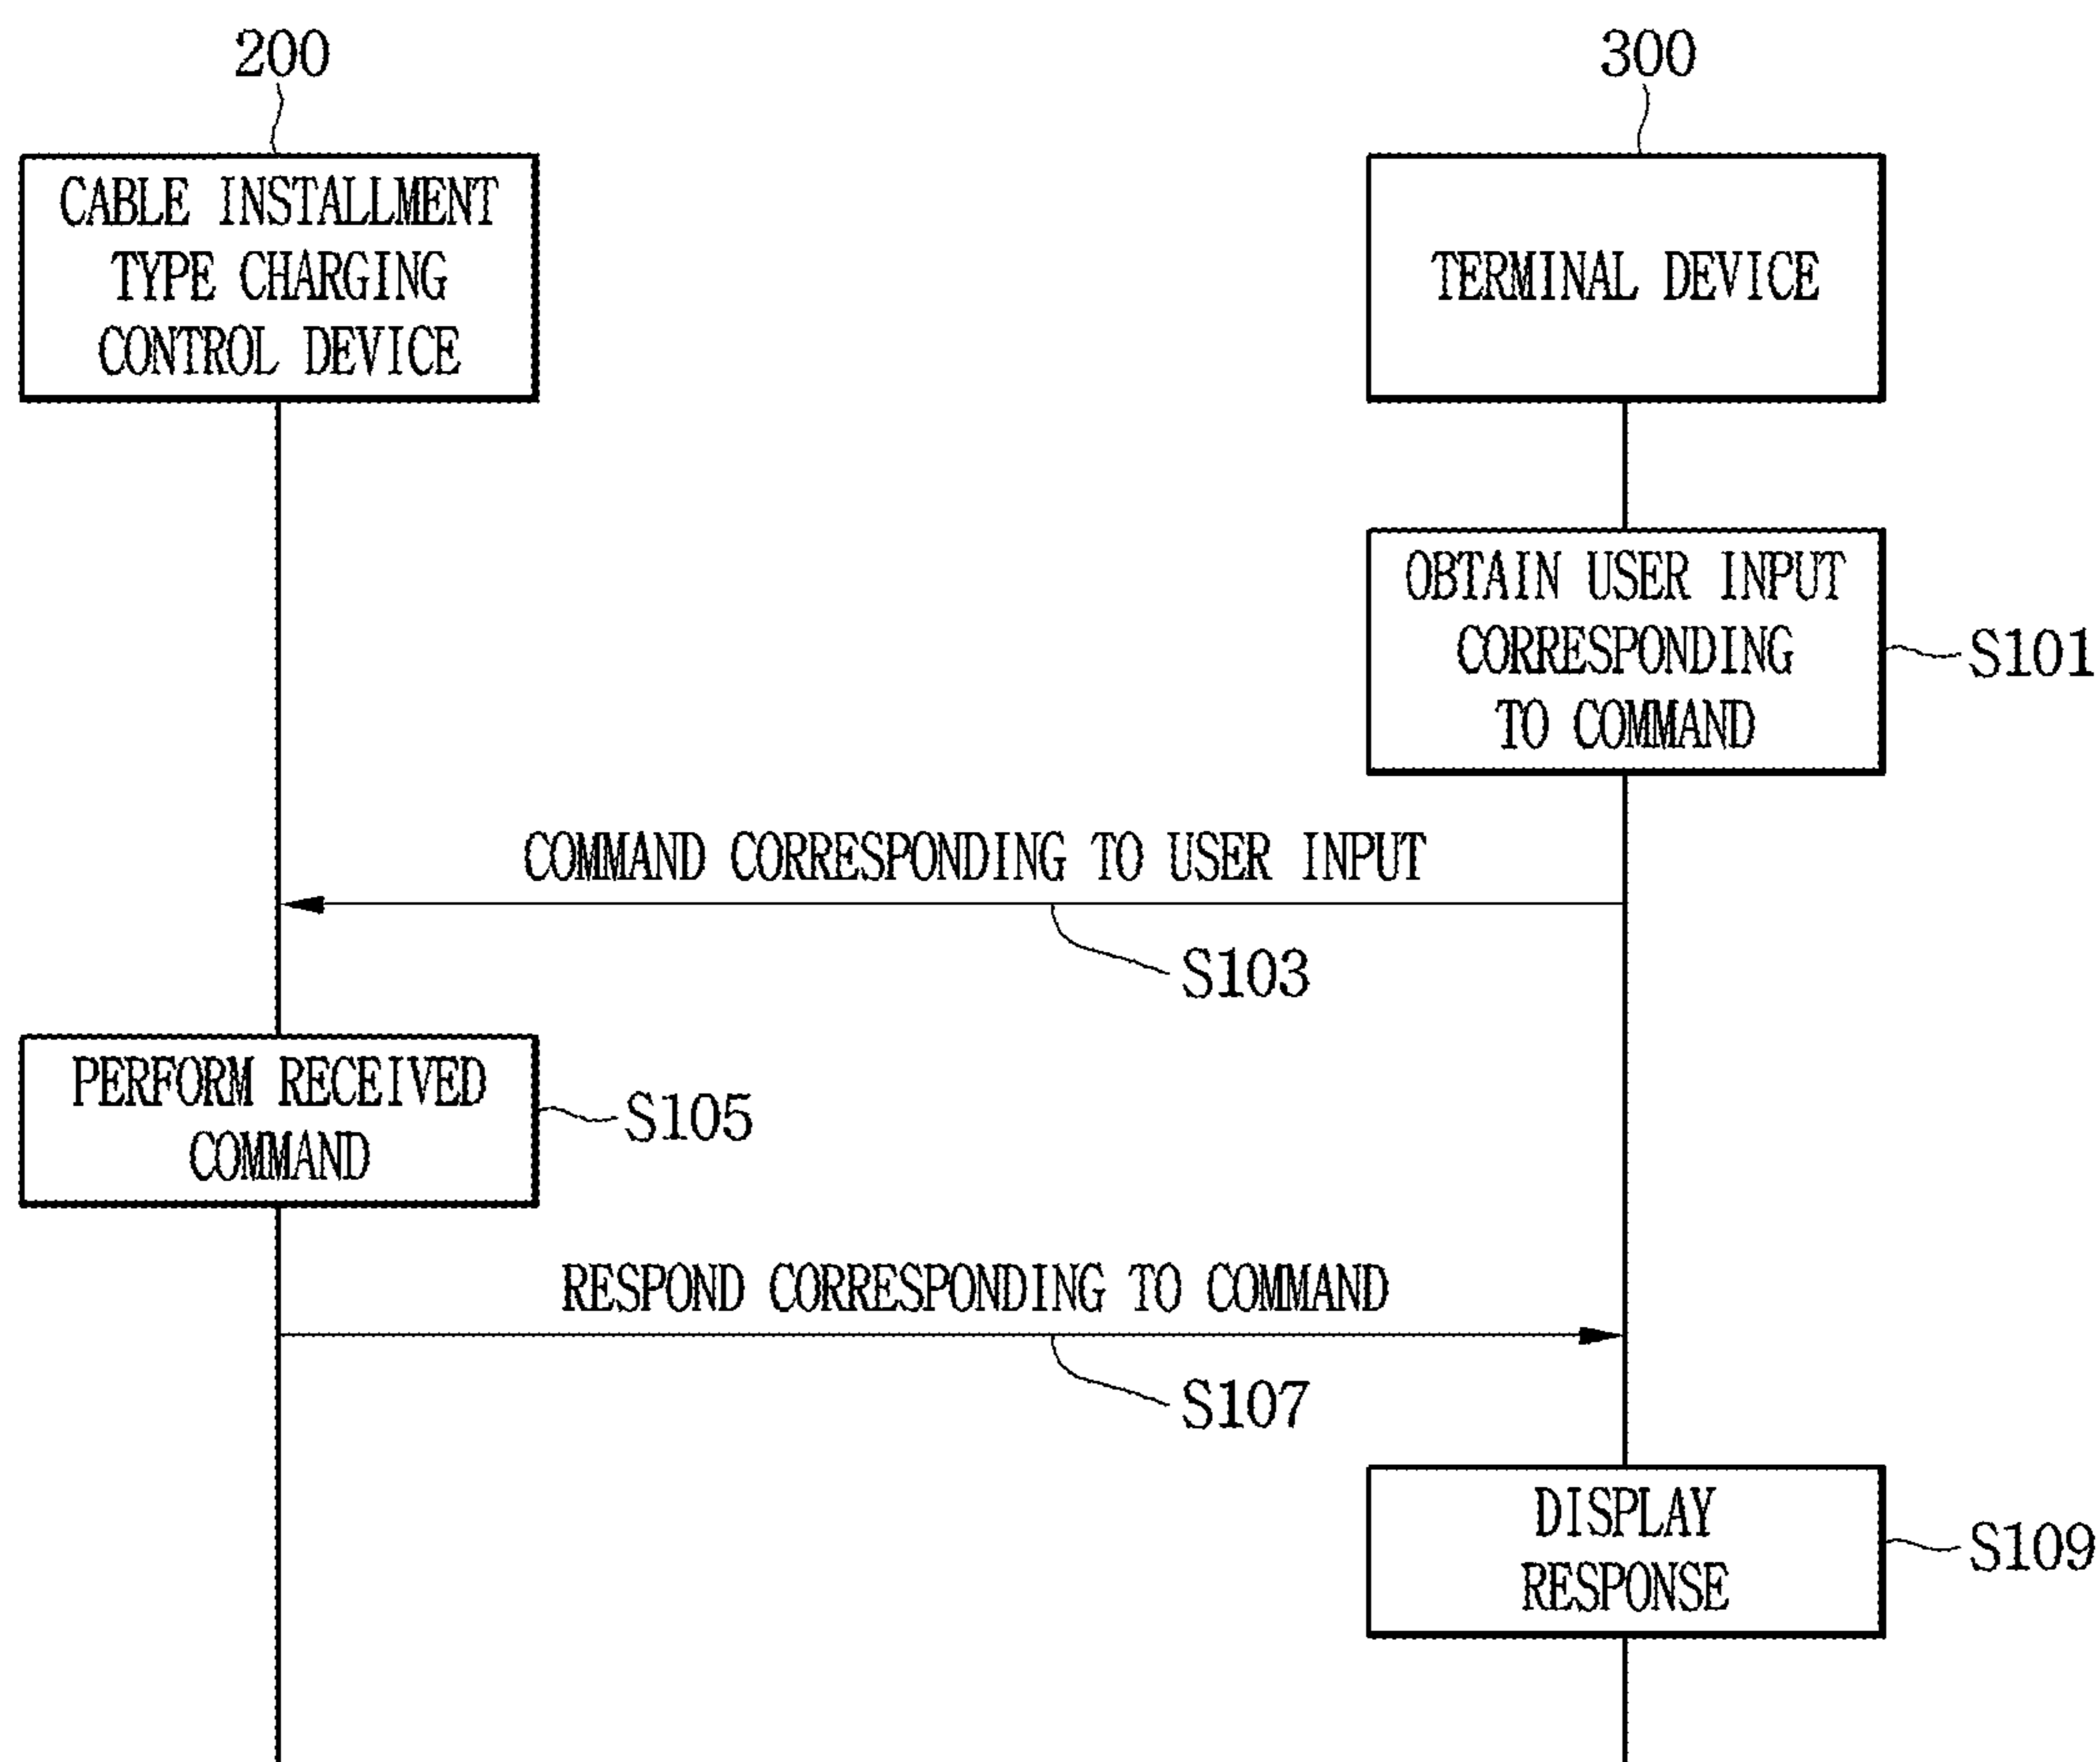 200
300
CABLE INSTALLMENT
TYPE CHARGING
CONTROL DEVICE
TERMINAL DEVICE
OBTAIN USER INPUT
CORRESPONDING
TO COMMAND
S101
COMMAND CORRESPONDING TO USER INPUT
S103
PERFORM RECEIVED
COMMAND
S105
RESPOND CORRESPONDING TO COMMAND
S107
DISPLAY
RESPONSE
S109